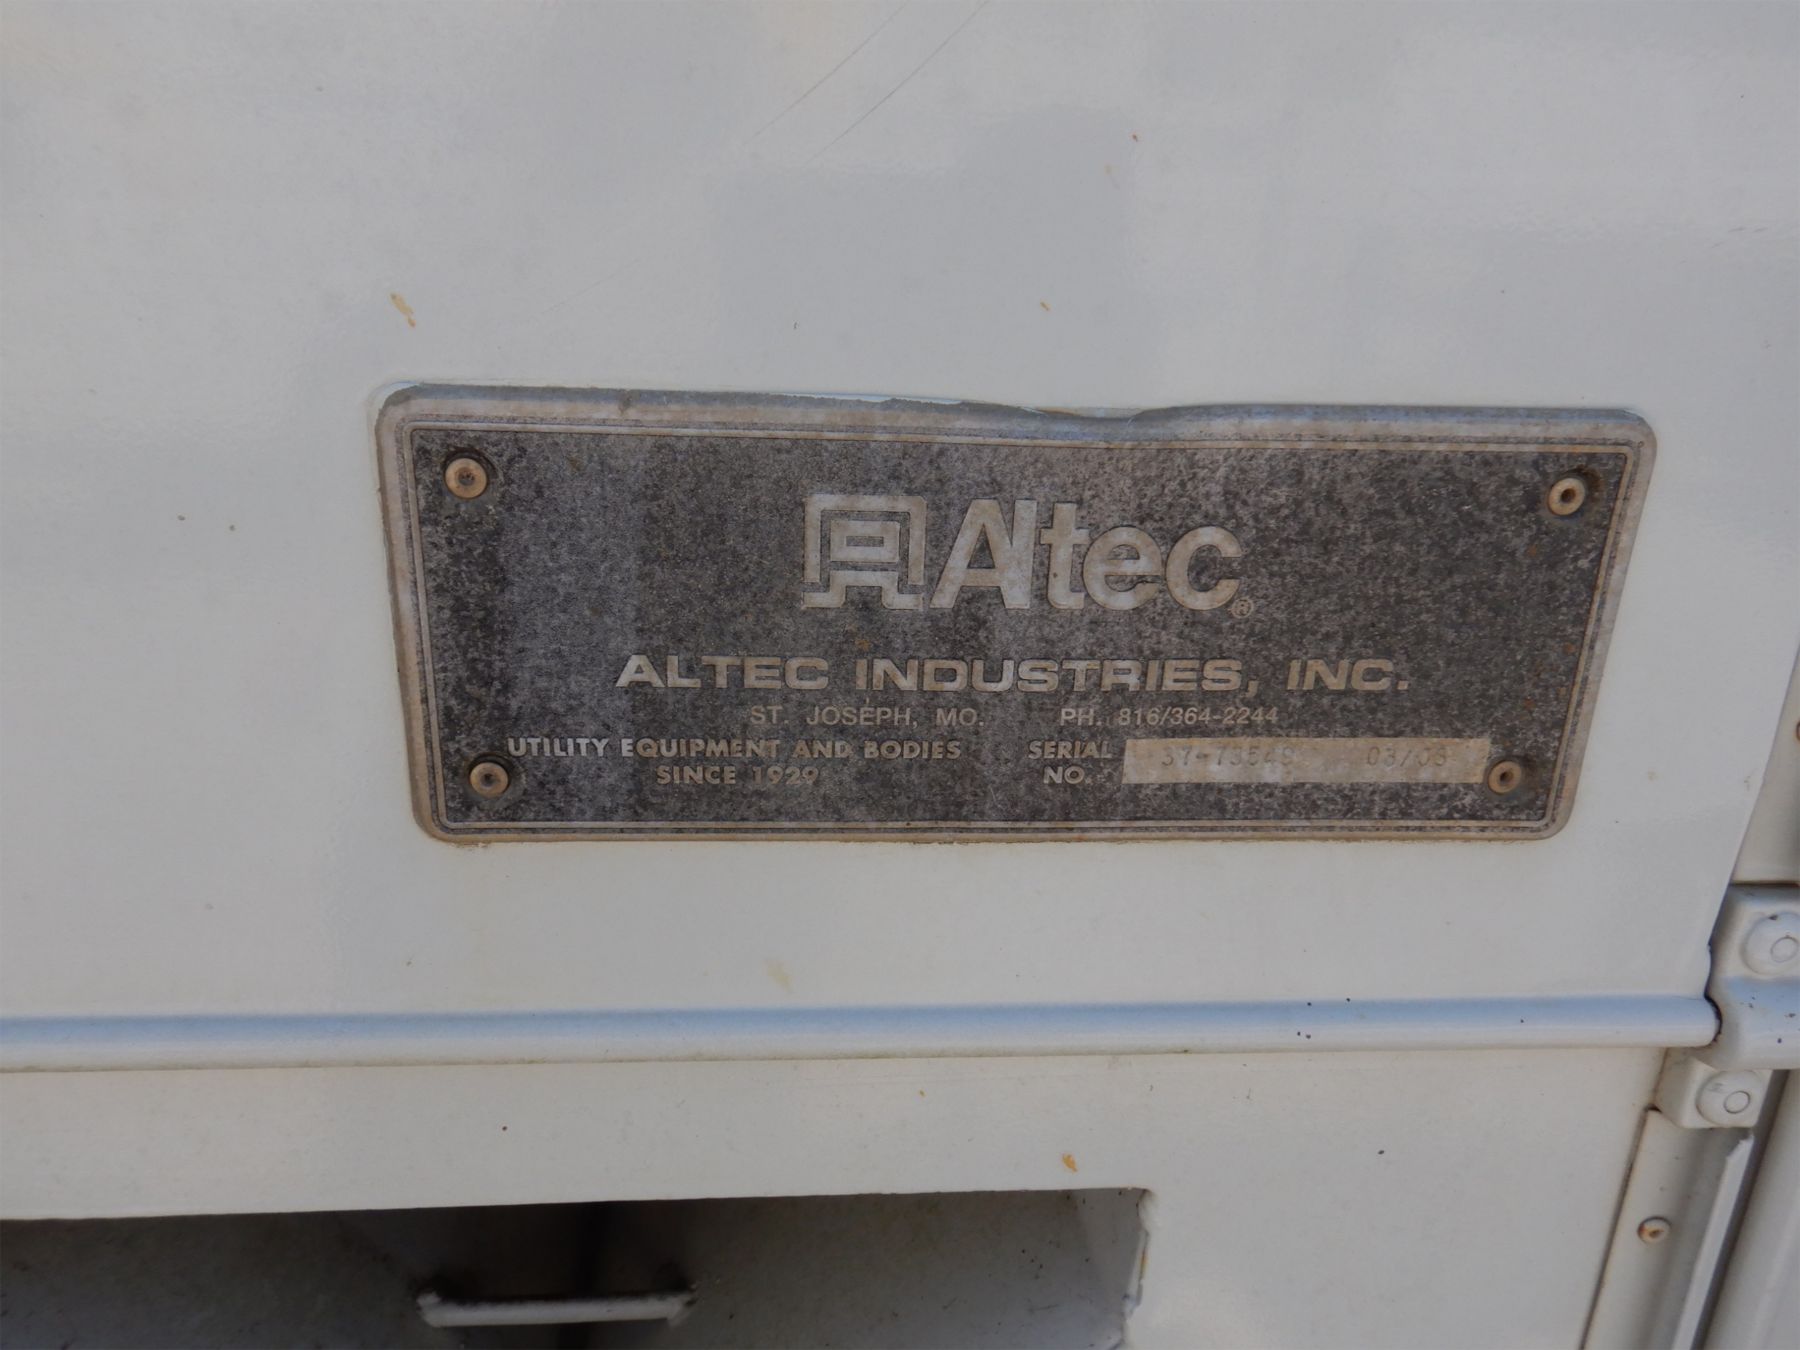 Altec®
ALTEC INDUSTRIES, INC.
ST. JOSEPH, MO. PH. 816/364-2244
UTILITY EQUIPMENT AND BODIES
SINCE 1929
SERIAL
NO.